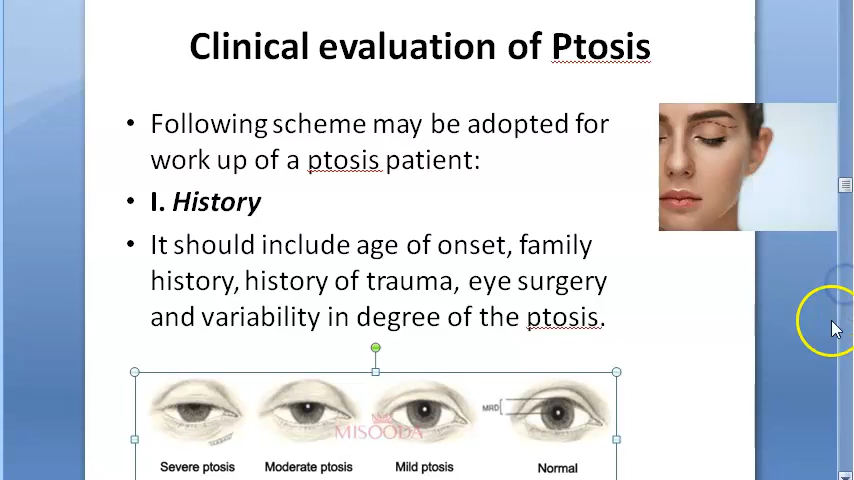 Clinical evaluation of Ptosis
• Following scheme may be adopted for
work up of a ptosis patient:
• I. History
• It should include age of onset, family
history, history of trauma, eye surgery
and variability in degree of the ptosis.
MRD
MISOODA
Severe ptosis Moderate ptosis Mild ptosis Normal